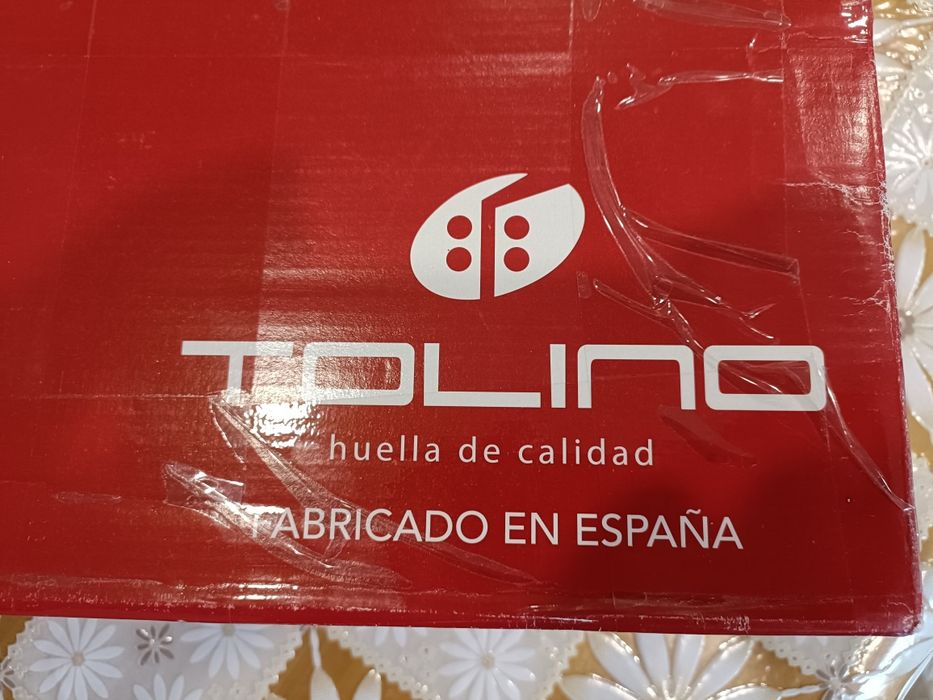 TOLINO
huella de calidad
FABRICADO EN ESPAÑA